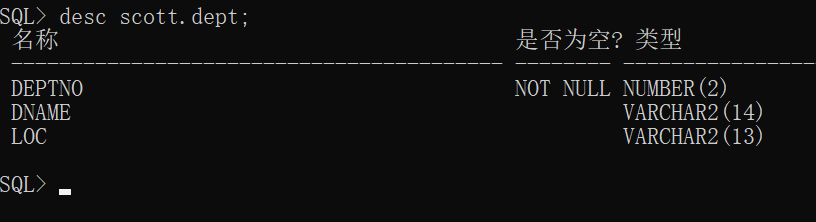 SQL> desc scott.dept;
名称                                      是否为空? 类型
----------------------------------------- -------- ----------------
DEPTNO                                    NOT NULL NUMBER(2)
DNAME                                              VARCHAR2(14)
LOC                                                VARCHAR2(13)
SQL>